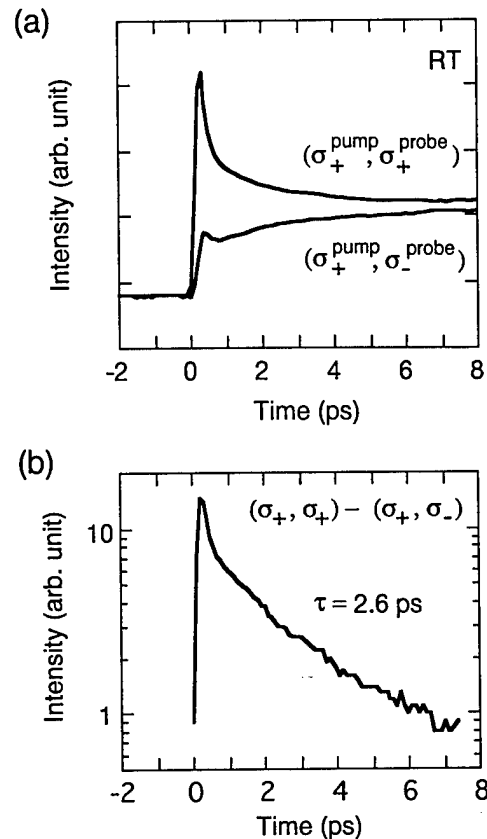 (a)
RT
(σ₊^pump, σ₊^probe)
(σ₊^pump, σ₋^probe)
Intensity (arb. unit)
-2 0 2 4 6 8
Time (ps)
(b)
(σ₊, σ₊) − (σ₊, σ₋)
τ = 2.6 ps
10
1
Intensity (arb. unit)
-2 0 2 4 6 8
Time (ps)